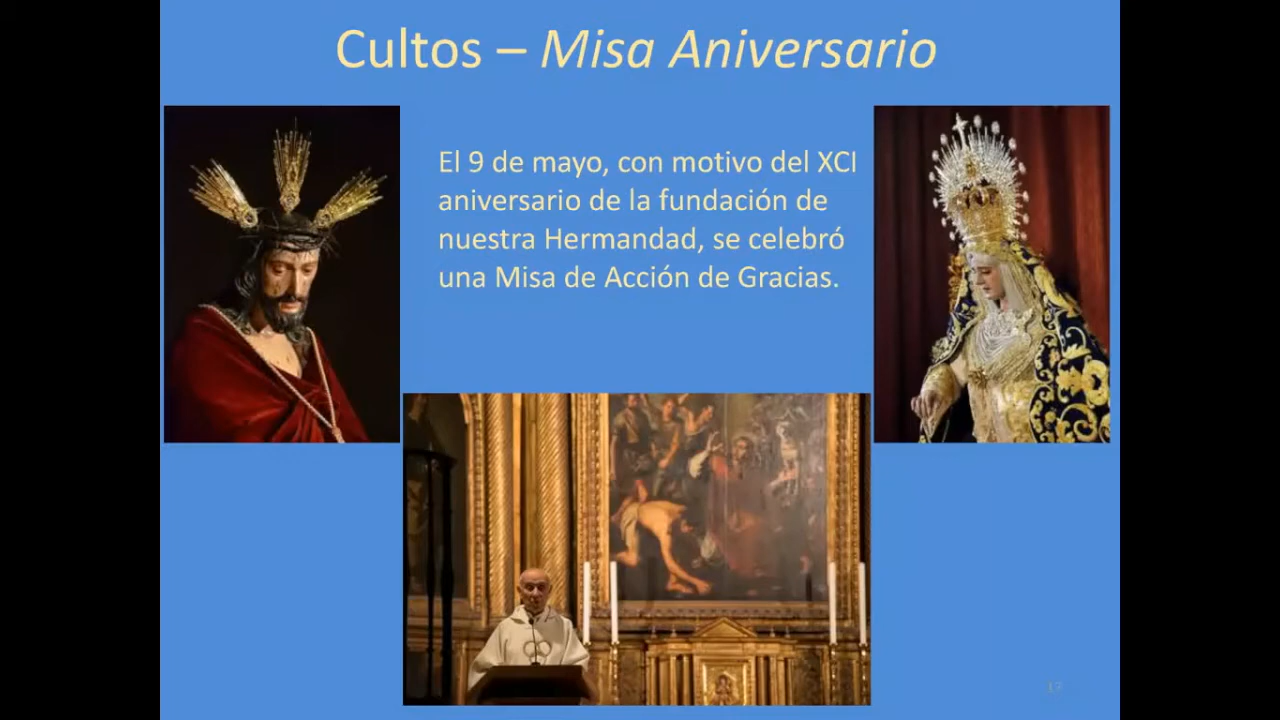 Cultos – Misa Aniversario
El 9 de mayo, con motivo del XCI
aniversario de la fundación de
nuestra Hermandad, se celebró
una Misa de Acción de Gracias.